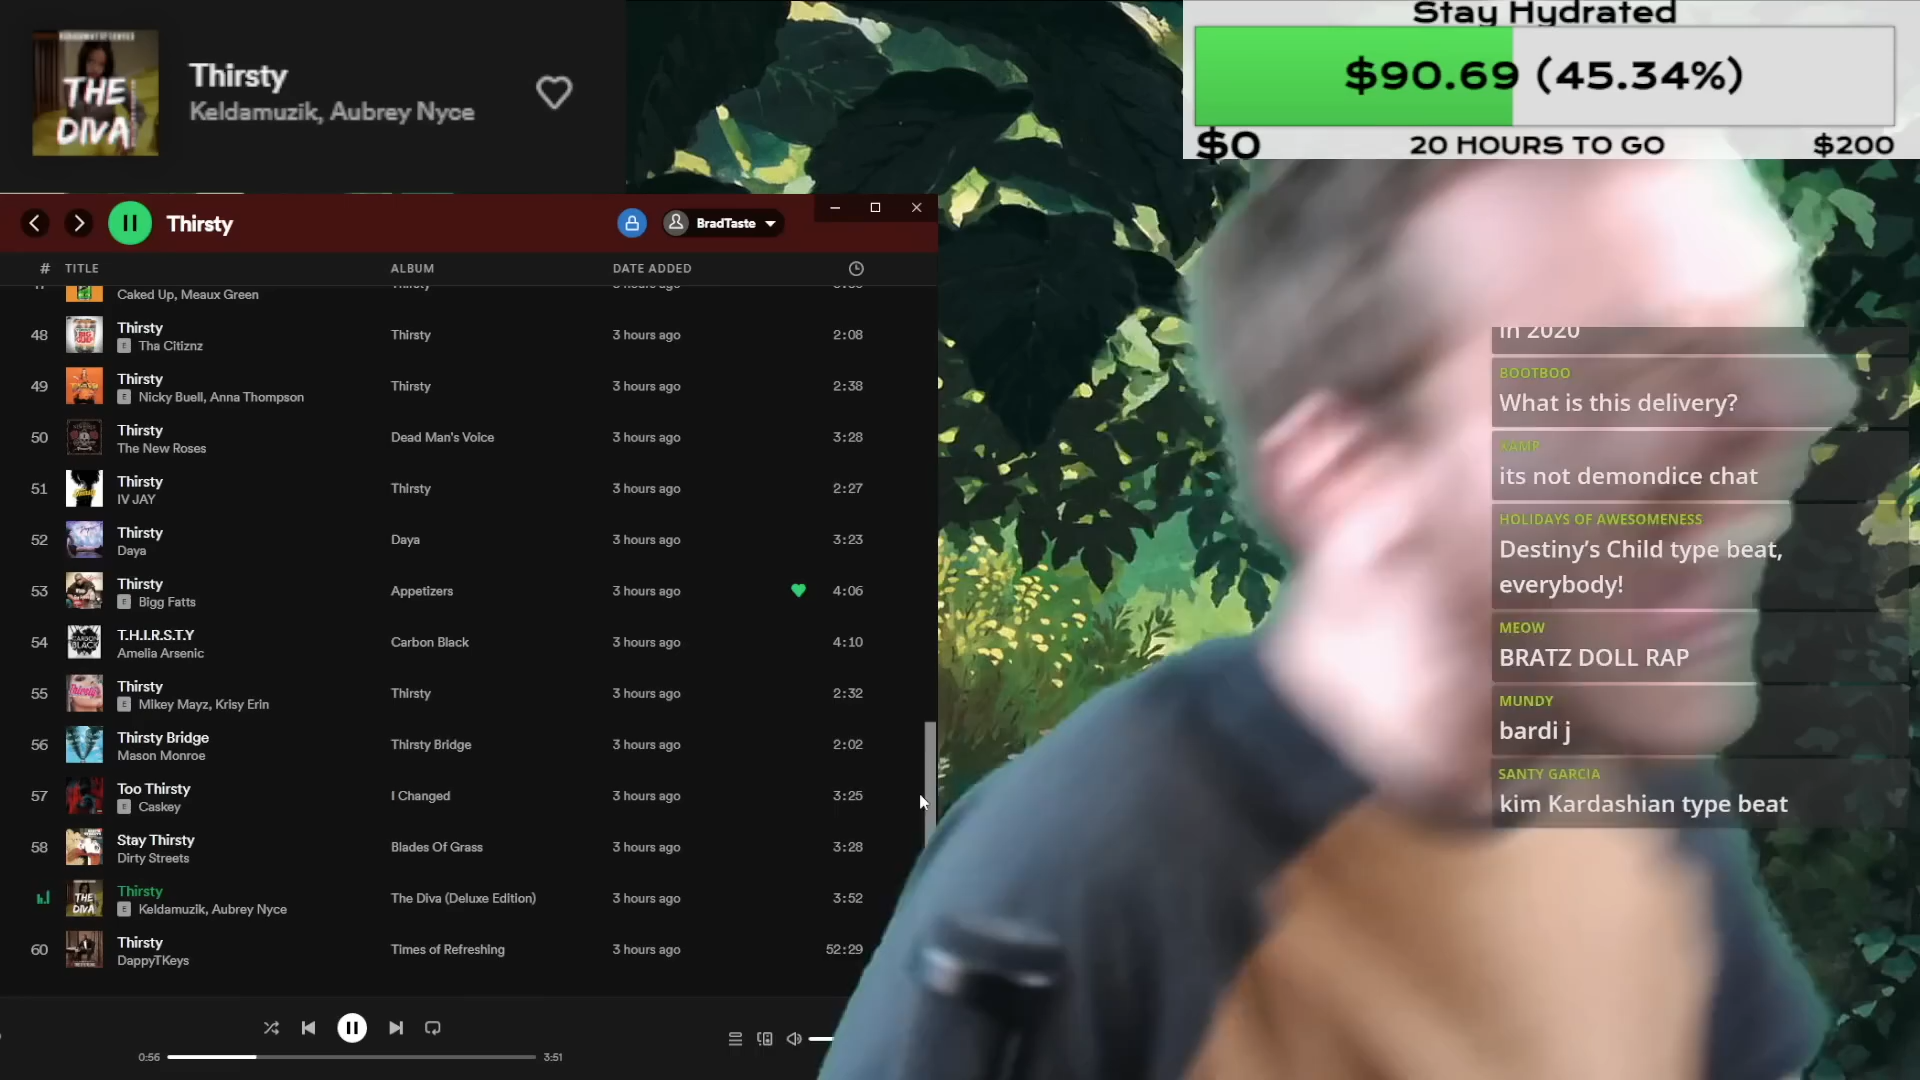 THE
DIVA
Thirsty
Keldamuzik, Aubrey Nyce
Stay Hydrated
$90.69 (45.34%)
$0
20 HOURS TO GO
$200
Thirsty
BradTaste
# TITLE ALBUM DATE ADDED
Caked Up, Meaux Green
48 Thirsty Thirsty 3 hours ago 2:08
E Tha Citiznz
49 Thirsty Thirsty 3 hours ago 2:38
E Nicky Buell, Anna Thompson
50 Thirsty Dead Man's Voice 3 hours ago 3:28
The New Roses
51 Thirsty Thirsty 3 hours ago 2:27
IV JAY
52 Thirsty Daya 3 hours ago 3:23
Daya
53 Thirsty Appetizers 3 hours ago 4:06
E Bigg Fatts
54 T.H.I.R.S.T.Y Carbon Black 3 hours ago 4:10
Amelia Arsenic
55 Thirsty Thirsty 3 hours ago 2:32
E Mikey Mayz, Krisy Erin
56 Thirsty Bridge Thirsty Bridge 3 hours ago 2:02
Mason Monroe
57 Too Thirsty I Changed 3 hours ago 3:25
E Caskey
58 Stay Thirsty Blades Of Grass 3 hours ago 3:28
Dirty Streets
Thirsty The Diva (Deluxe Edition) 3 hours ago 3:52
E Keldamuzik, Aubrey Nyce
60 Thirsty Times of Refreshing 3 hours ago 52:29
DappyTKeys
0:56 3:51
in 2020
BOOTBOO
What is this delivery?
its not demondice chat
HOLIDAYS OF AWESOMENESS
Destiny's Child type beat,
everybody!
MEOW
BRATZ DOLL RAP
MUNDY
bardi j
SANTY GARCIA
kim Kardashian type beat